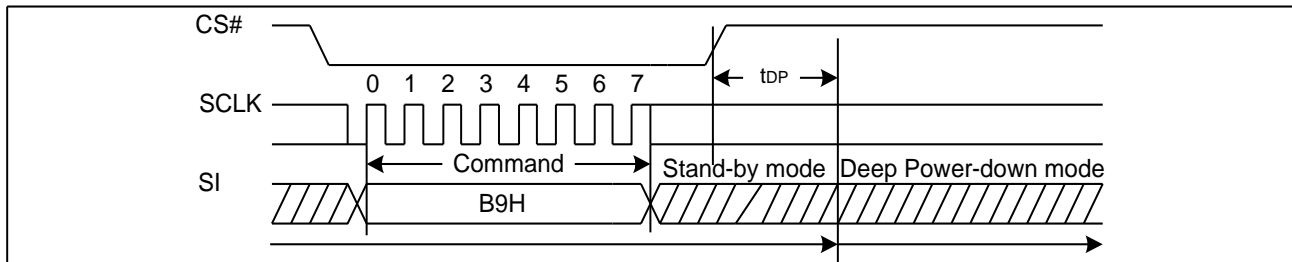 CS#
tDP
0 1 2 3 4 5 6 7
SCLK
Command
Stand-by mode Deep Power-down mode
SI
B9H